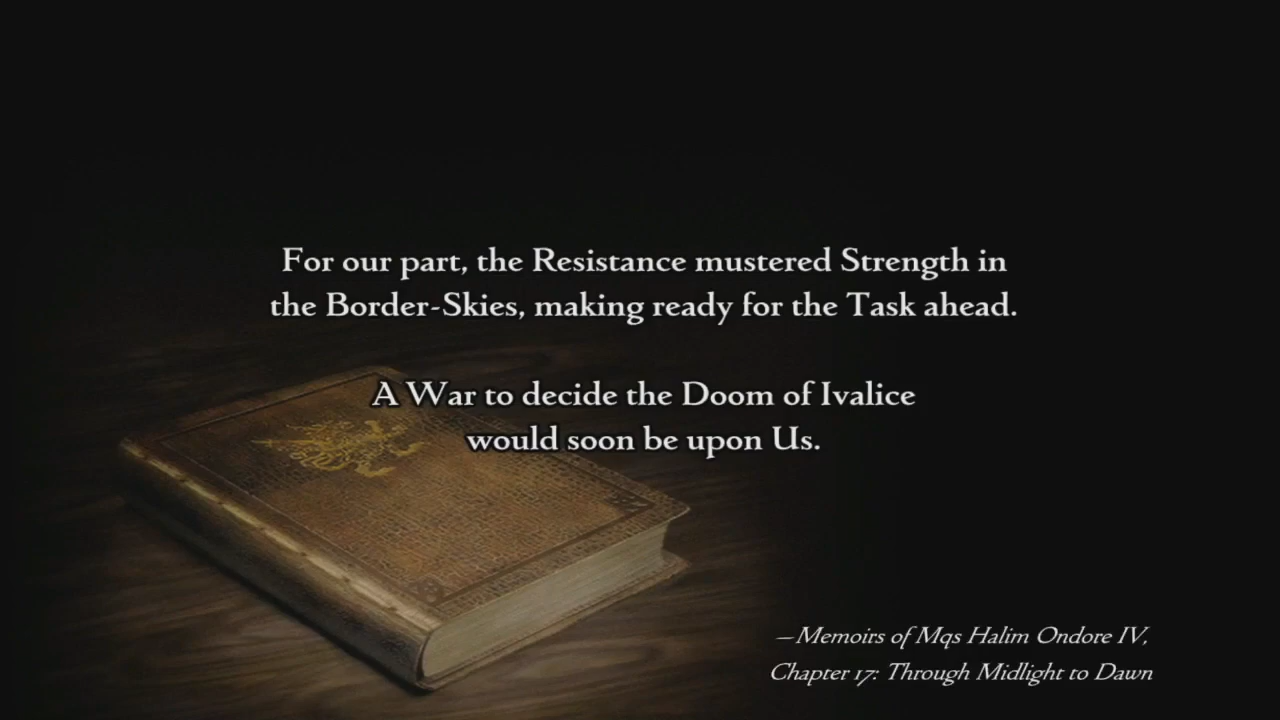 For our part, the Resistance mustered Strength in
the Border-Skies, making ready for the Task ahead.
A War to decide the Doom of Ivalice
would soon be upon Us.
—Memoirs of Mqs Halim Ondore IV,
Chapter 17: Through Midlight to Dawn